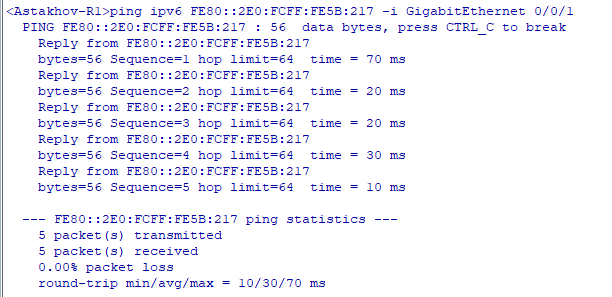 <Astakhov-R1>ping ipv6 FE80::2E0:FCFF:FE5B:217 -i GigabitEthernet 0/0/1
PING FE80::2E0:FCFF:FE5B:217 : 56  data bytes, press CTRL_C to break
Reply from FE80::2E0:FCFF:FE5B:217
bytes=56 Sequence=1 hop limit=64  time = 70 ms
Reply from FE80::2E0:FCFF:FE5B:217
bytes=56 Sequence=2 hop limit=64  time = 20 ms
Reply from FE80::2E0:FCFF:FE5B:217
bytes=56 Sequence=3 hop limit=64  time = 20 ms
Reply from FE80::2E0:FCFF:FE5B:217
bytes=56 Sequence=4 hop limit=64  time = 30 ms
Reply from FE80::2E0:FCFF:FE5B:217
bytes=56 Sequence=5 hop limit=64  time = 10 ms
--- FE80::2E0:FCFF:FE5B:217 ping statistics ---
5 packet(s) transmitted
5 packet(s) received
0.00% packet loss
round-trip min/avg/max = 10/30/70 ms